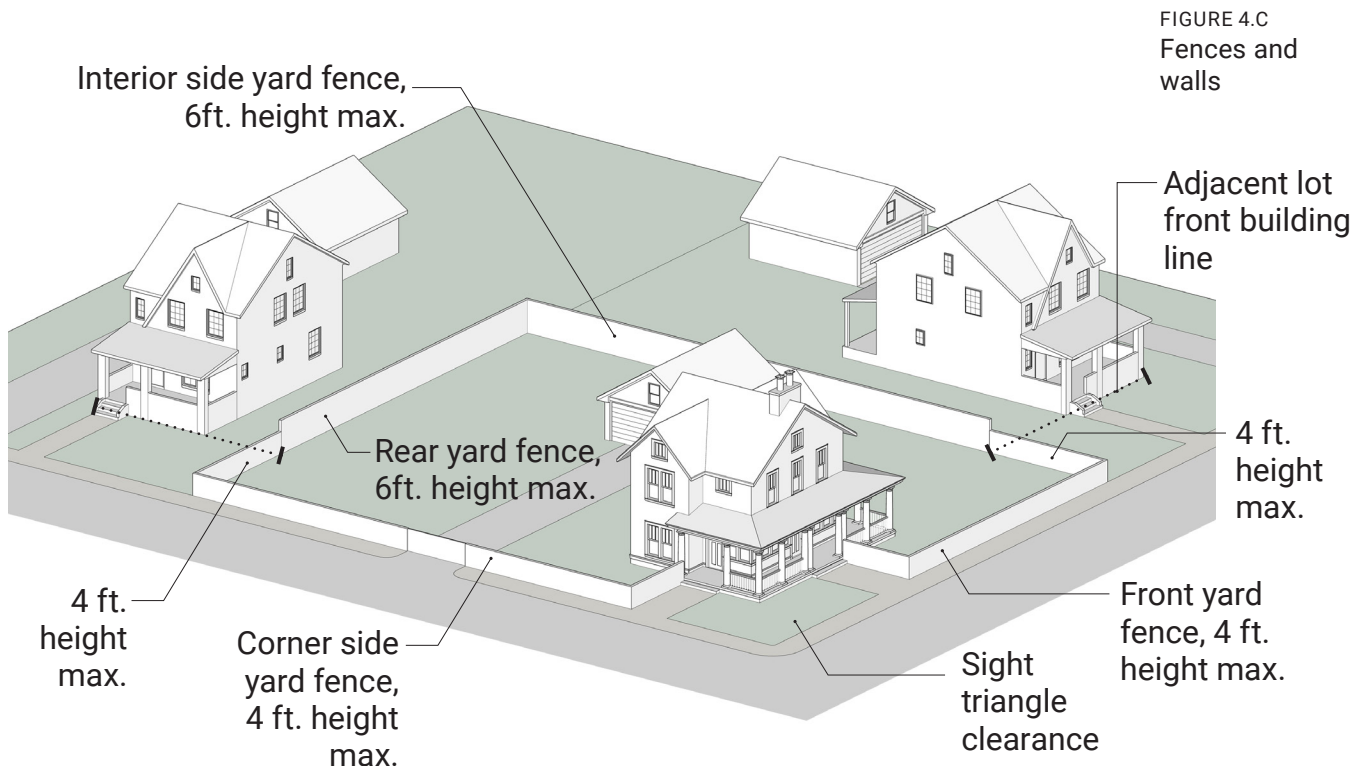 FIGURE 4.C
Fences and
walls
Interior side yard fence,
6ft. height max.
Adjacent lot
front building
line
Rear yard fence,
6ft. height max.
4 ft.
height
max.
4 ft.
height
max.
Corner side
yard fence,
4 ft. height
max.
Front yard
fence, 4 ft.
height max.
Sight
triangle
clearance